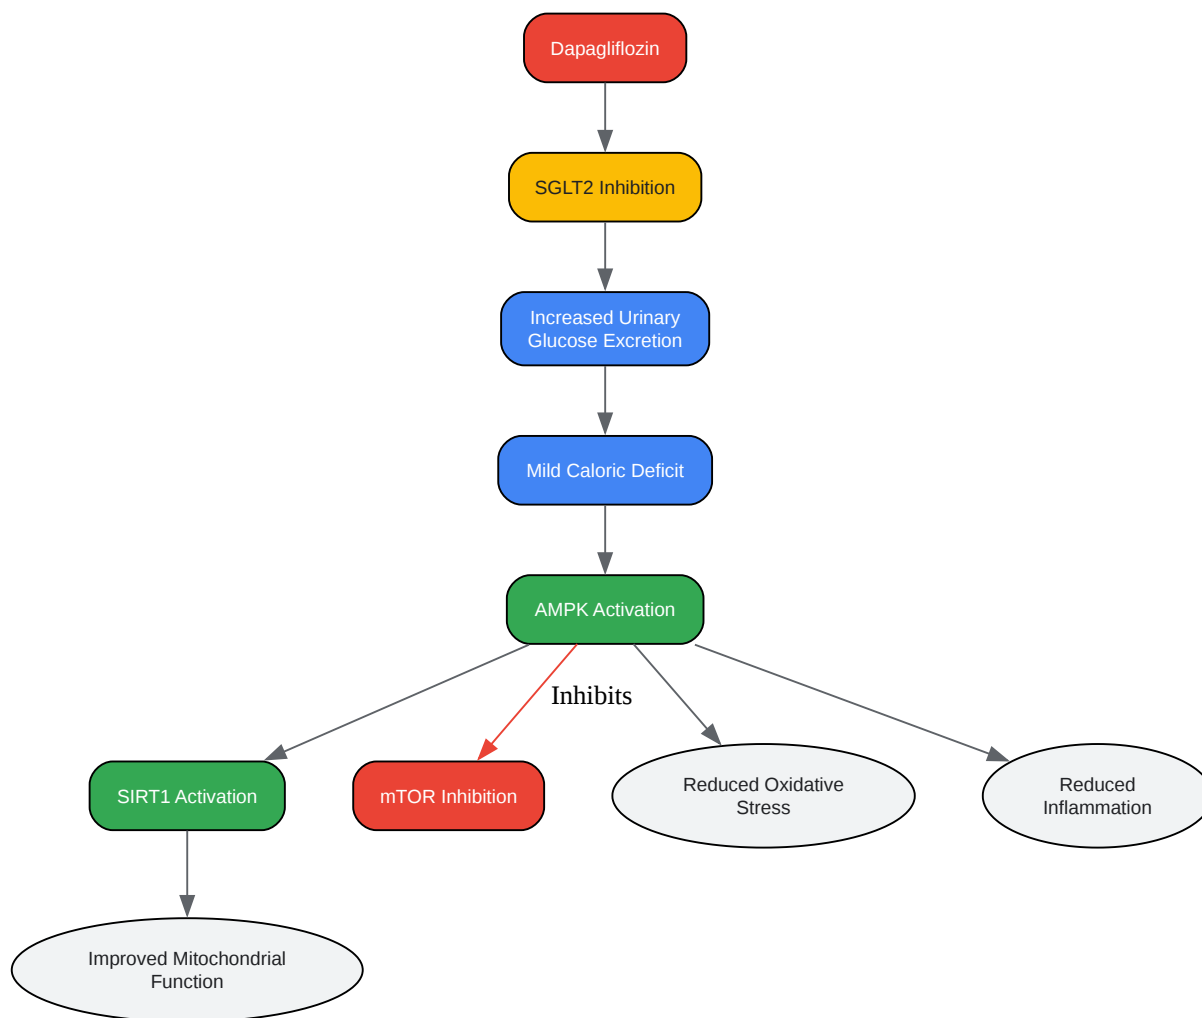 Dapagliflozin
SGLT2 Inhibition
Increased Urinary
Glucose Excretion
Mild Caloric Deficit
AMPK Activation
Inhibits
SIRT1 Activation
mTOR Inhibition
Reduced Oxidative
Stress
Reduced
Inflammation
Improved Mitochondrial
Function